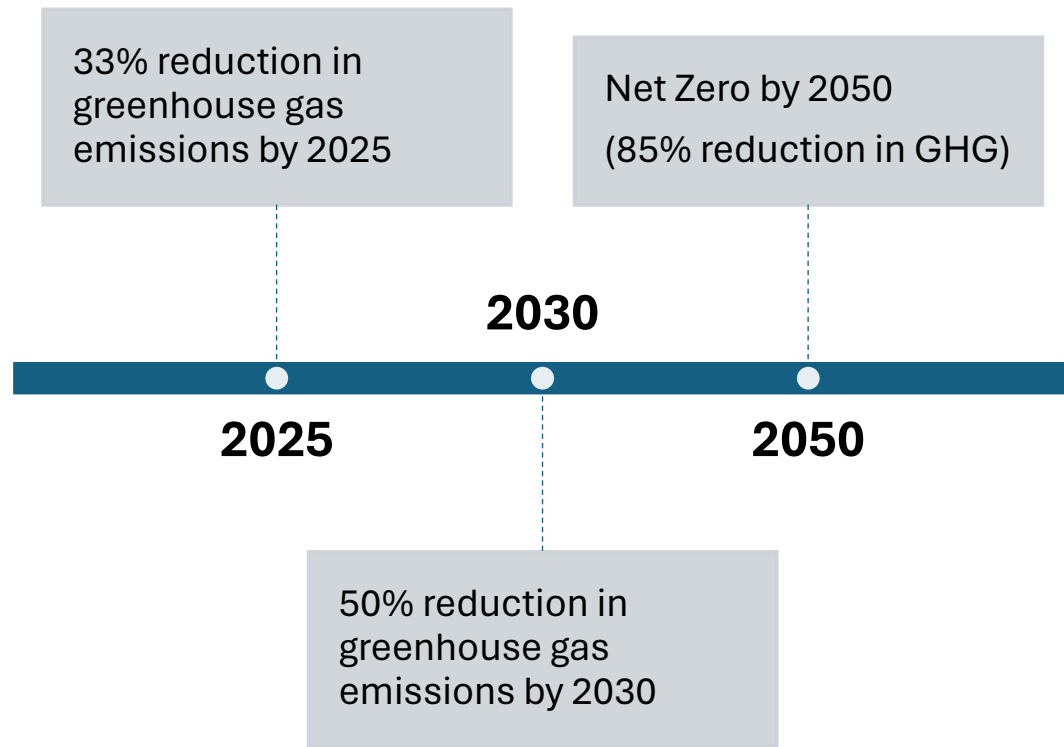 33% reduction in
greenhouse gas
emissions by 2025
Net Zero by 2050
(85% reduction in GHG)
2030
2025
2050
50% reduction in
greenhouse gas
emissions by 2030